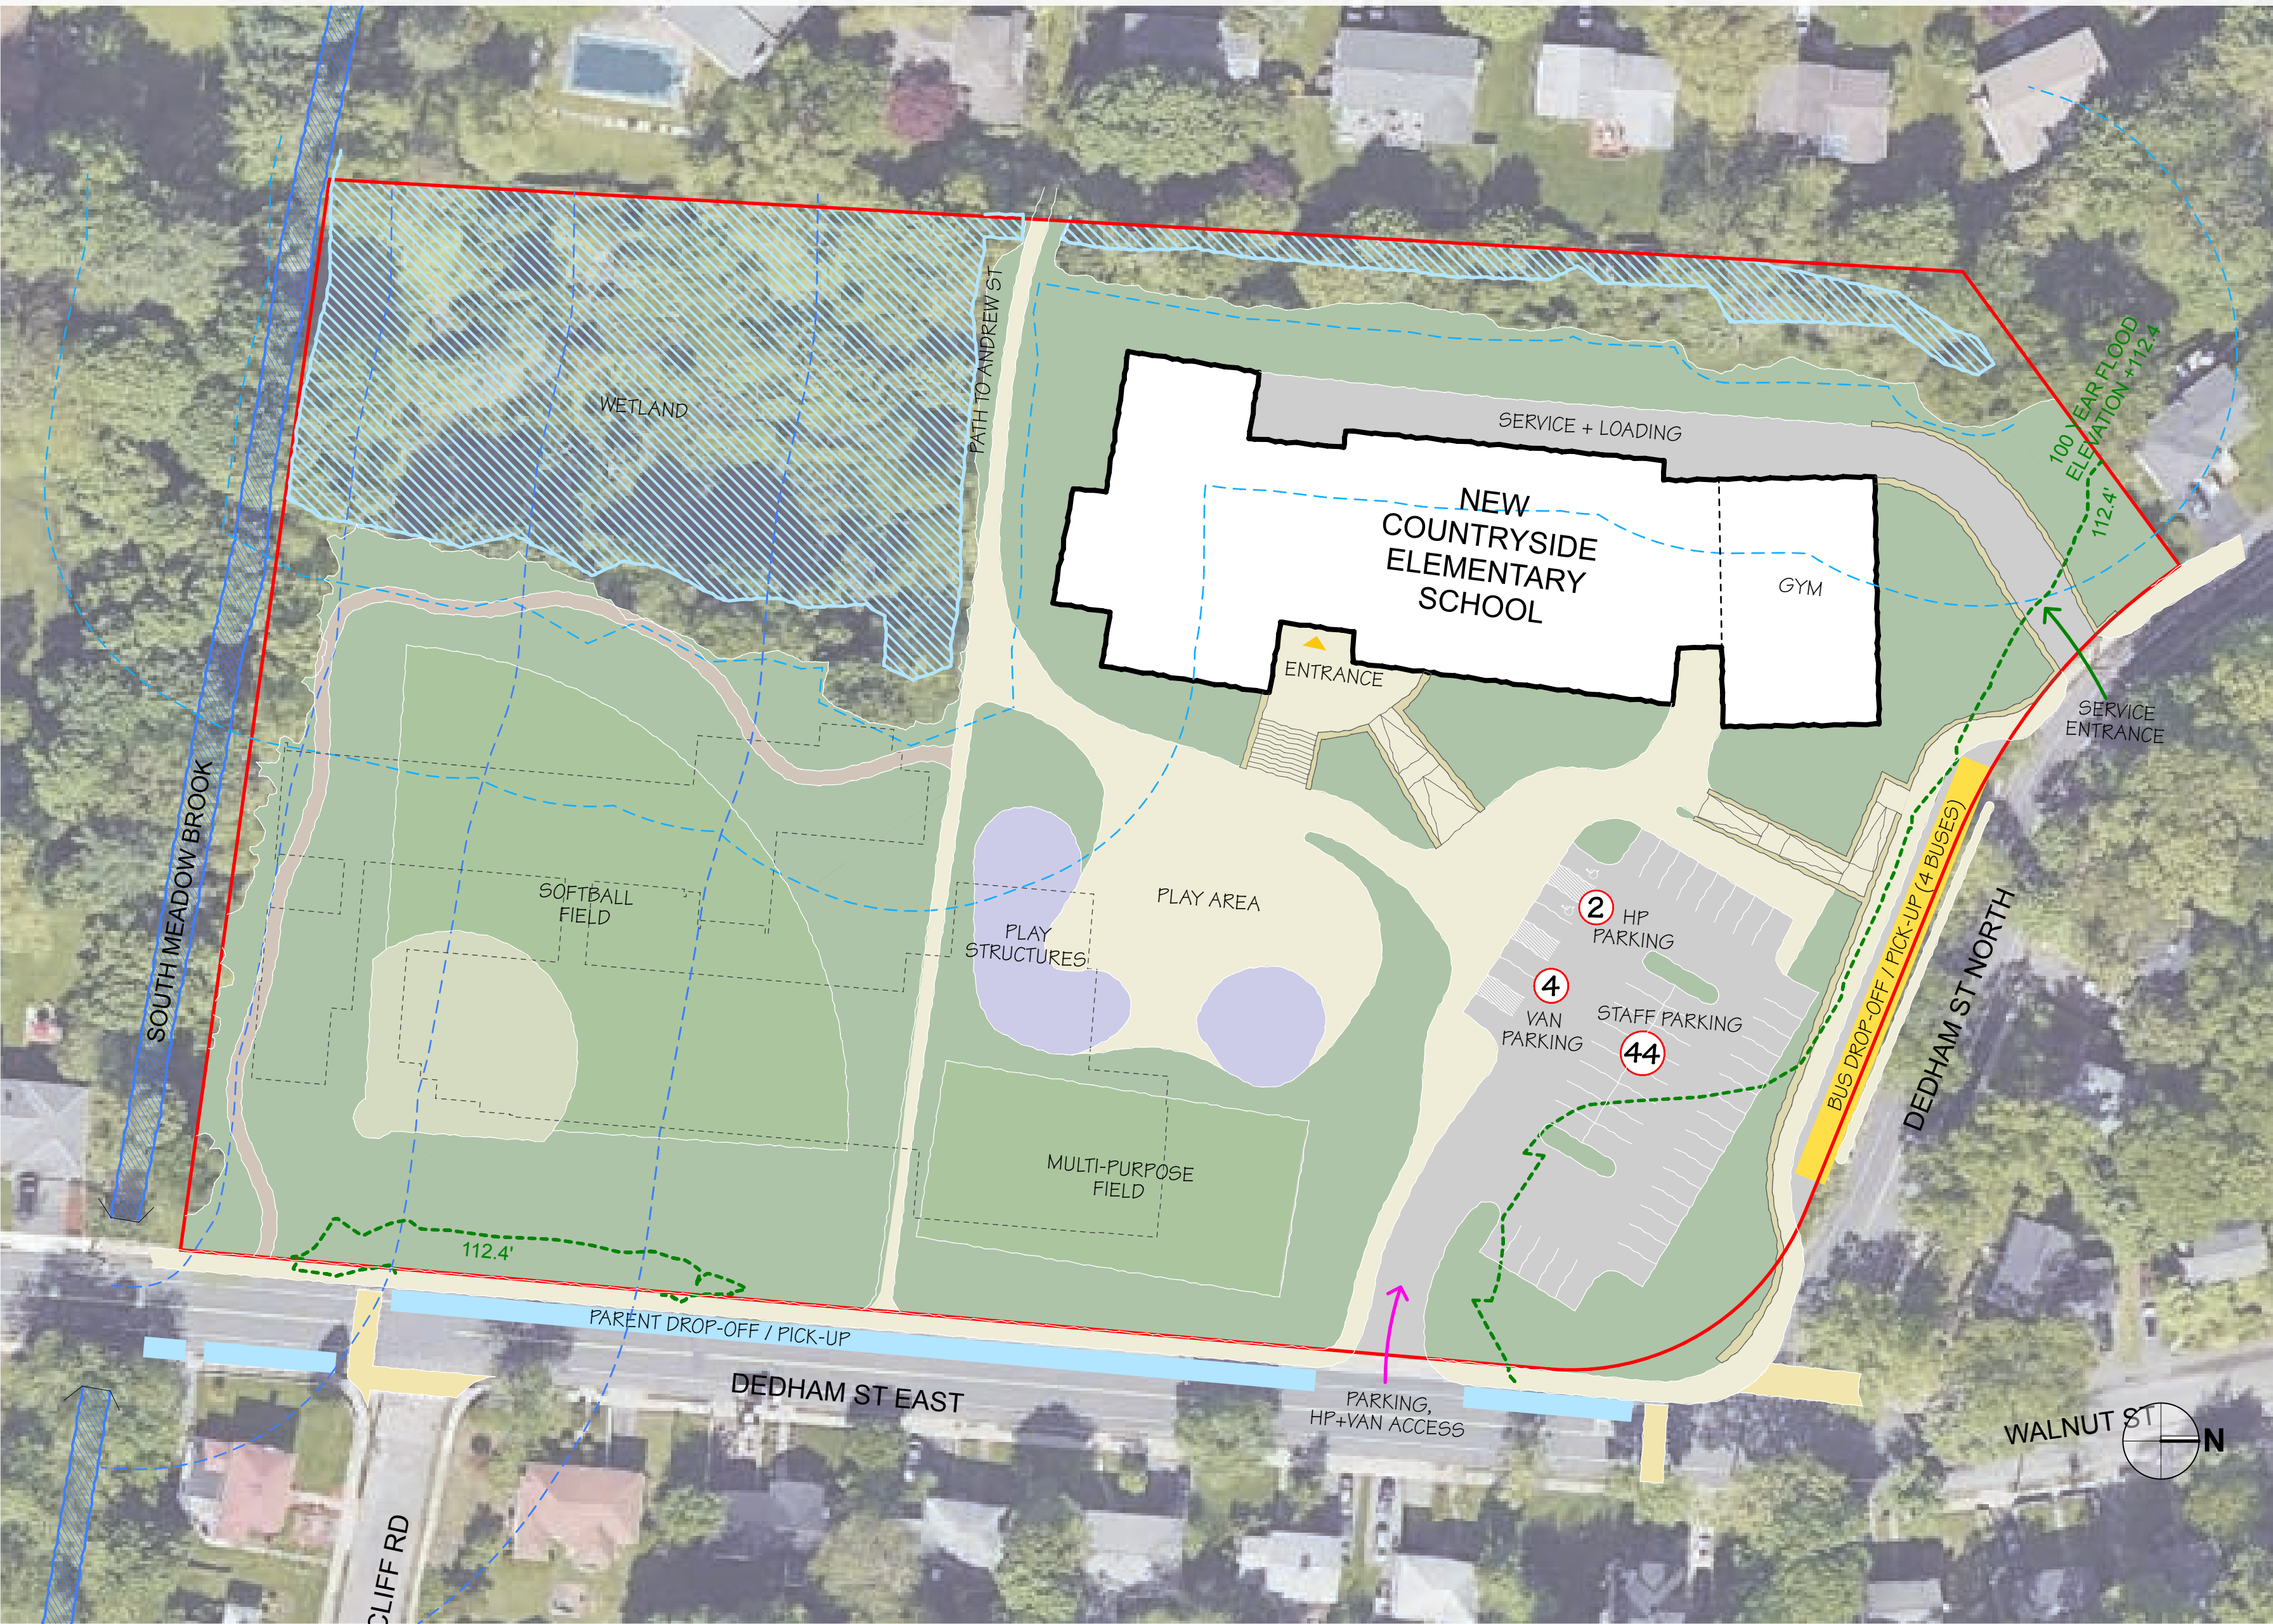 PATH TO ANDREW ST
WETLAND
SERVICE + LOADING
100 YEAR FLOOD
ELEVATION +112.4
112.4'
NEW
COUNTRYSIDE
ELEMENTARY
SCHOOL
GYM
ENTRANCE
SERVICE
ENTRANCE
SOUTH MEADOW BROOK
SOFTBALL
FIELD
PLAY
STRUCTURES
PLAY AREA
2
HP
PARKING
4
VAN
PARKING
STAFF PARKING
44
BUS DROP-OFF / PICK-UP (4 BUSES)
DEDHAM ST NORTH
MULTI-PURPOSE
FIELD
112.4'
PARENT DROP-OFF / PICK-UP
DEDHAM ST EAST
PARKING,
HP+VAN ACCESS
WALNUT ST
N
CLIFF RD